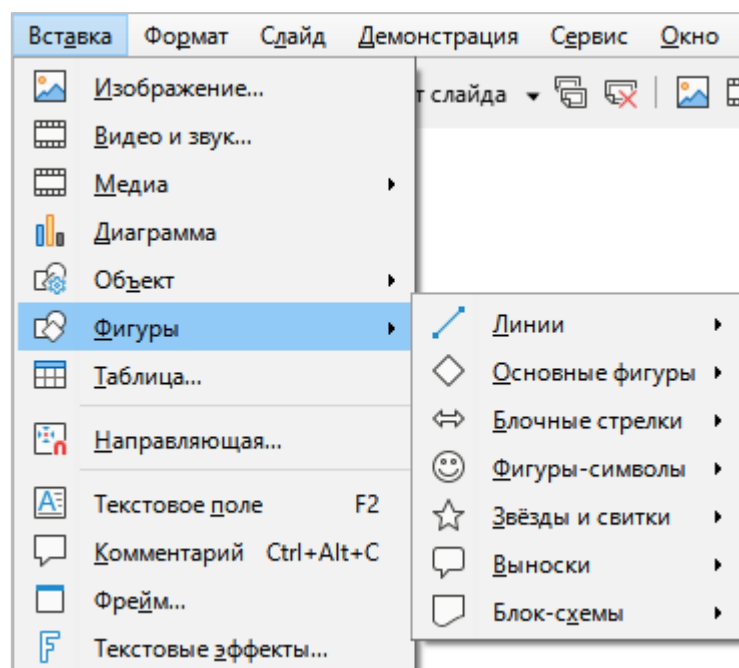 Вставка Формат Слайд Демонстрация Сервис Окно
т слайда
Изображение...
Видео и звук...
Медиа
Диаграмма
Объект
Фигуры
Таблица...
Направляющая...
Текстовое поле F2
Комментарий Ctrl+Alt+C
Фрейм...
Текстовые эффекты...
Линии
Основные фигуры
Блочные стрелки
Фигуры-символы
Звёзды и свитки
Выноски
Блок-схемы